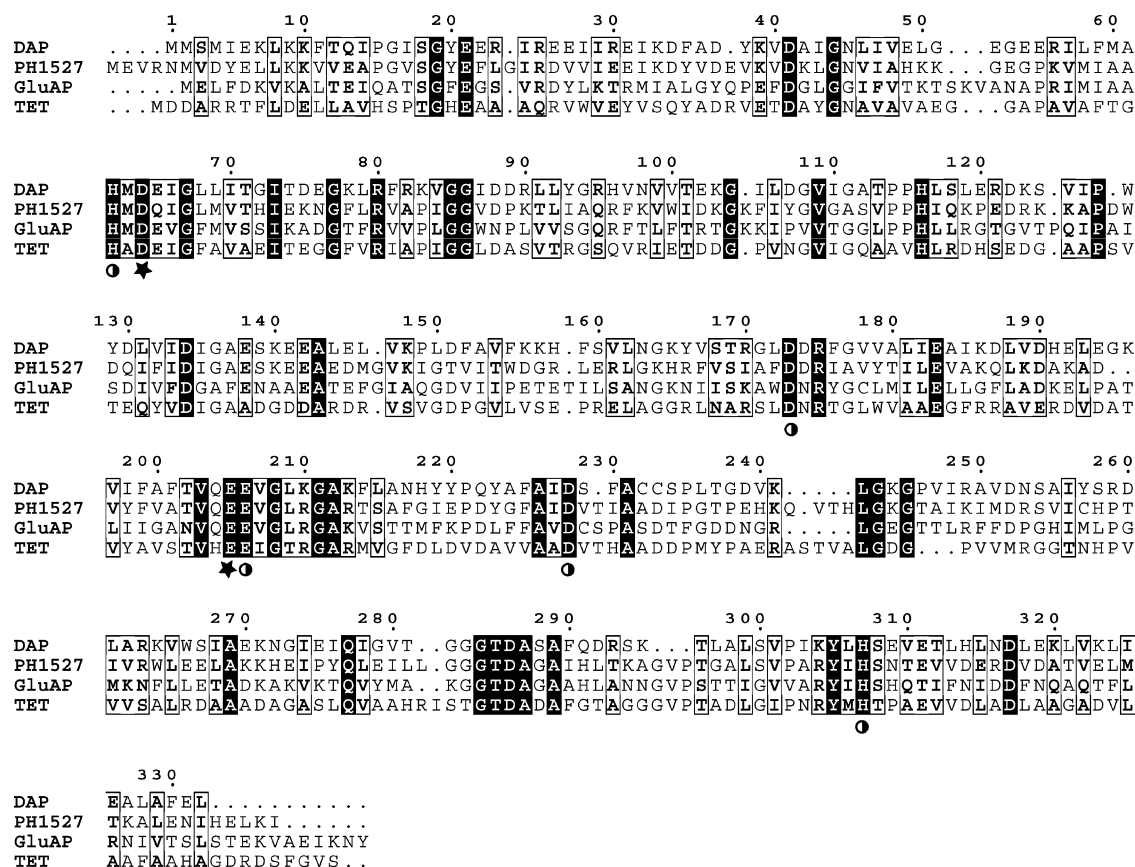 1 10 20 30 40 50 60
DAP ....MMSMIEKLKKFTQIPGISGYEER.IREEIIREIKDFAD.YKVDAIGNLIVELG...EGEERILFMA
PH1527 MEVRNMVDYELLKKVVEAPGVSGYEFLGIRDVVIEEIKDYVDEVKVDKLGNVIAHKK...GEGPKVMIAA
GluAP .....MELFDKVKALTEIQATSGFEGS.VRDYLKTRMIALGYQPEFDGLGGIFVTKTSKVANAPRIMIAA
TET ...MDDARRTFLDELLAVHSPTGHEAA.AQRVWVEYVSQYADRVETDAYGNAVAVAEG...GAPAVAFTG
70 80 90 100 110 120
DAP HMDEIGLLITGITDEGKLRFRKVGGIDDRLLYGRHVNVVTEKG.ILDGVIGATPPHLSLERDKS.VIP.W
PH1527 HMDQIGLMVTHIEKNGFLRVAPIGGVDPKTLIAQRFKVWIDKGKFIYGVGASVPPHIQKPEDRK.KAPDW
GluAP HMDEVGFMVSSIKADGTFRVVPLGGWNPLVVSGQRFTLFTRTGKKIPVVTGGLPPHLLRGTGVTPQIPAI
TET HADEIGFAVAEITEGGFVRIAPIGGLDASVTRGSQVRIETDDG.PVNGVIGQAAVHLRDHSEDG.AAPSV
130 140 150 160 170 180 190
DAP YDLVIDIGAESKEEALEL.VKPLDFAVFKKH.FSVLNGKYVSTRGLDDRFGVVALIEAIKDLVDHELEGK
PH1527 DQIFIDIGAESKEEAEDMGVKIGTVITWDGR.LERLGKHRFVSIAFDDRIAVYTILEVAKQLKDAKAD..
GluAP SDIVFDIGAFENAAEATEFGIAQGDVIIPETETILSANGKNIISKAWDNRYGCLMILELLGFLADKELPAT
TET TEQYVDIGAADGDDARDR.VSVGDPGVLVSE.PRELAGGRLNARSLDNRTGLWVAAEGFRRAVERDVDAT
200 210 220 230 240 250 260
DAP VIFAFTVQEEVGLKGAKFLANHYYPQYAFAIDS.FACCSPLTGDVK.....LGKGPVIRAVDNSAIYSRD
PH1527 VYFVATVQEEVGLRGARTSAFGIEPDYGFAIDVTIAADIPGTPEHKQ.VTHLGKGTAIKIMDRSVICHPT
GluAP LIIGANVQEEVGLRGAKVSTTMFKPDLFFAVDCSPASDTFGDDNGR.....LGEGTTLRFFDPGHIMLPG
TET VYAVSTVHEEIGTRGARMVGFDLDVDAVVAADVTHAADDPMYPAERASTVALGDG...PVVMRGGTNHPV
270 280 290 300 310 320
DAP LARKVWSIAEKNGIEIQIGVT..GGGTDASAFQDRSK..TLALSVPIKYLHSEVETLHLNDLEKLVKLI
PH1527 IVRWLEELAKKHEIPYQLEILLGGGTDAGAIHLTKAGVPTGALSVPARYIHSNTEVVDERDVDATVELM
GluAP MKNFLLETADKAKVKTQVYMA..KGGTDAGAAHLANNGVPSTTIGVVARYIHSHQTIFNIDDFNQAQTFL
TET VVSALRDAAADAGASLQVAAHRISTGTDADAFGTAGGGVPTADLGIPNRYMHTPAEVVDLADLAAGADVL
330
DAP EALAFEL...........
PH1527 TKALENIHELKI......
GluAP RNIVTSLSTEKVAEIKNY
TET AAFAAHAGDRDSFGVS..